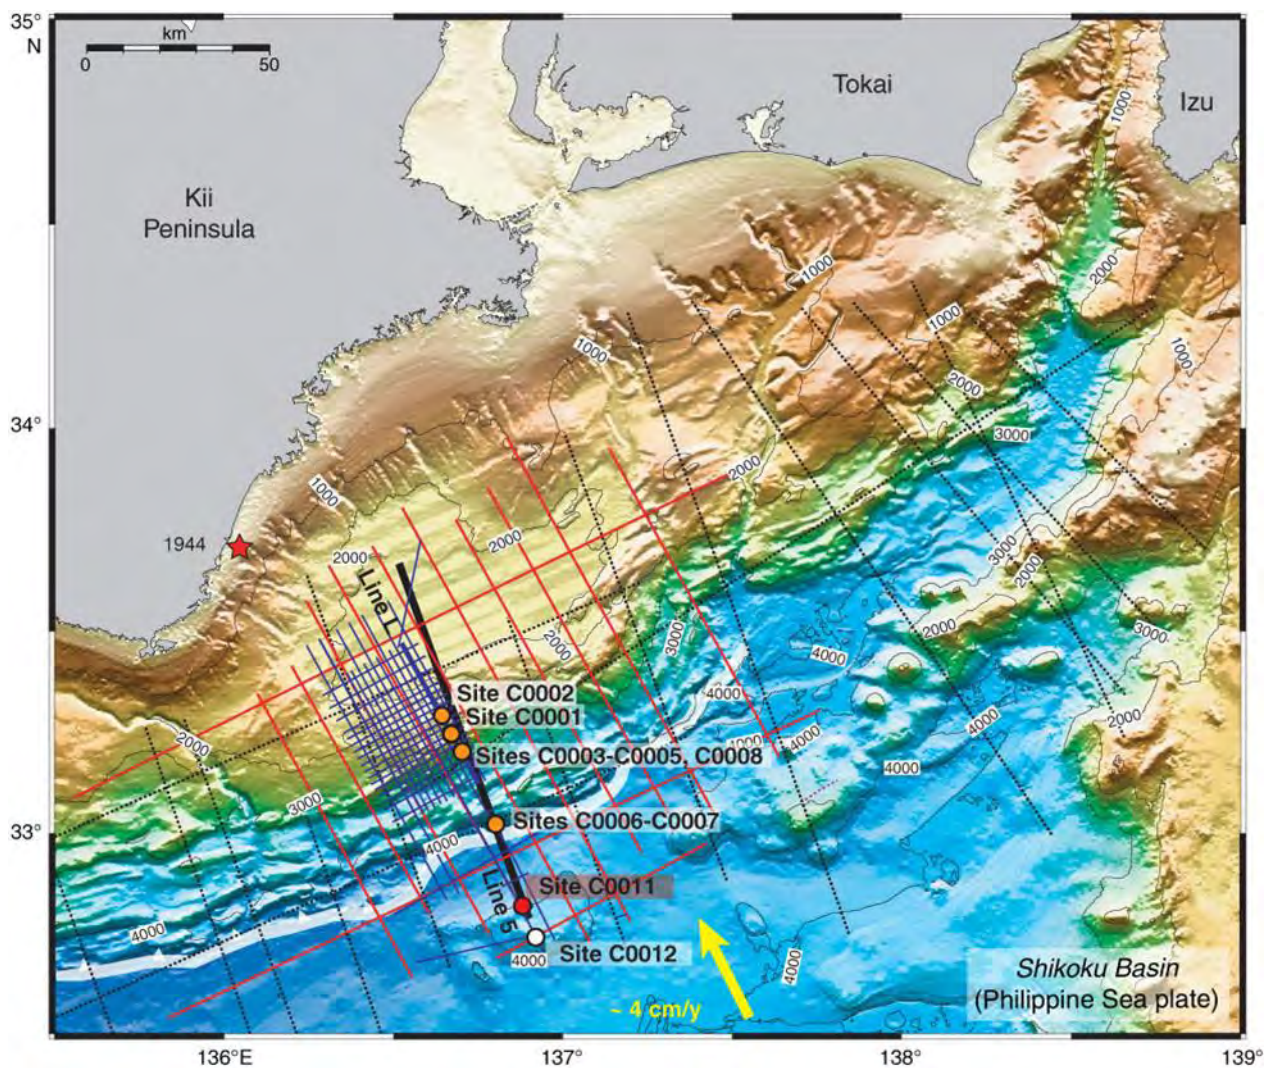 35°
N
km
0
50
Tokai
Izu
1000
Kii
Peninsula
2000
1000
1000
1000
1000
2000
3000
34°
2000
1000
1944
2000
2000
Line L
3000
2000
2000
3000
2000
3000
4000
Site C0002
4000
Site C0001
2000
4000
2000
4000
4000
Sites C0003-C0005, C0008
4000
3000
Sites C0006-C0007
33°
4000
Site C0011
Line 5
4000
Site C0012
4000
4000
Shikoku Basin
(Philippine Sea plate)
~ 4 cm/y
136°E
137°
138°
139°